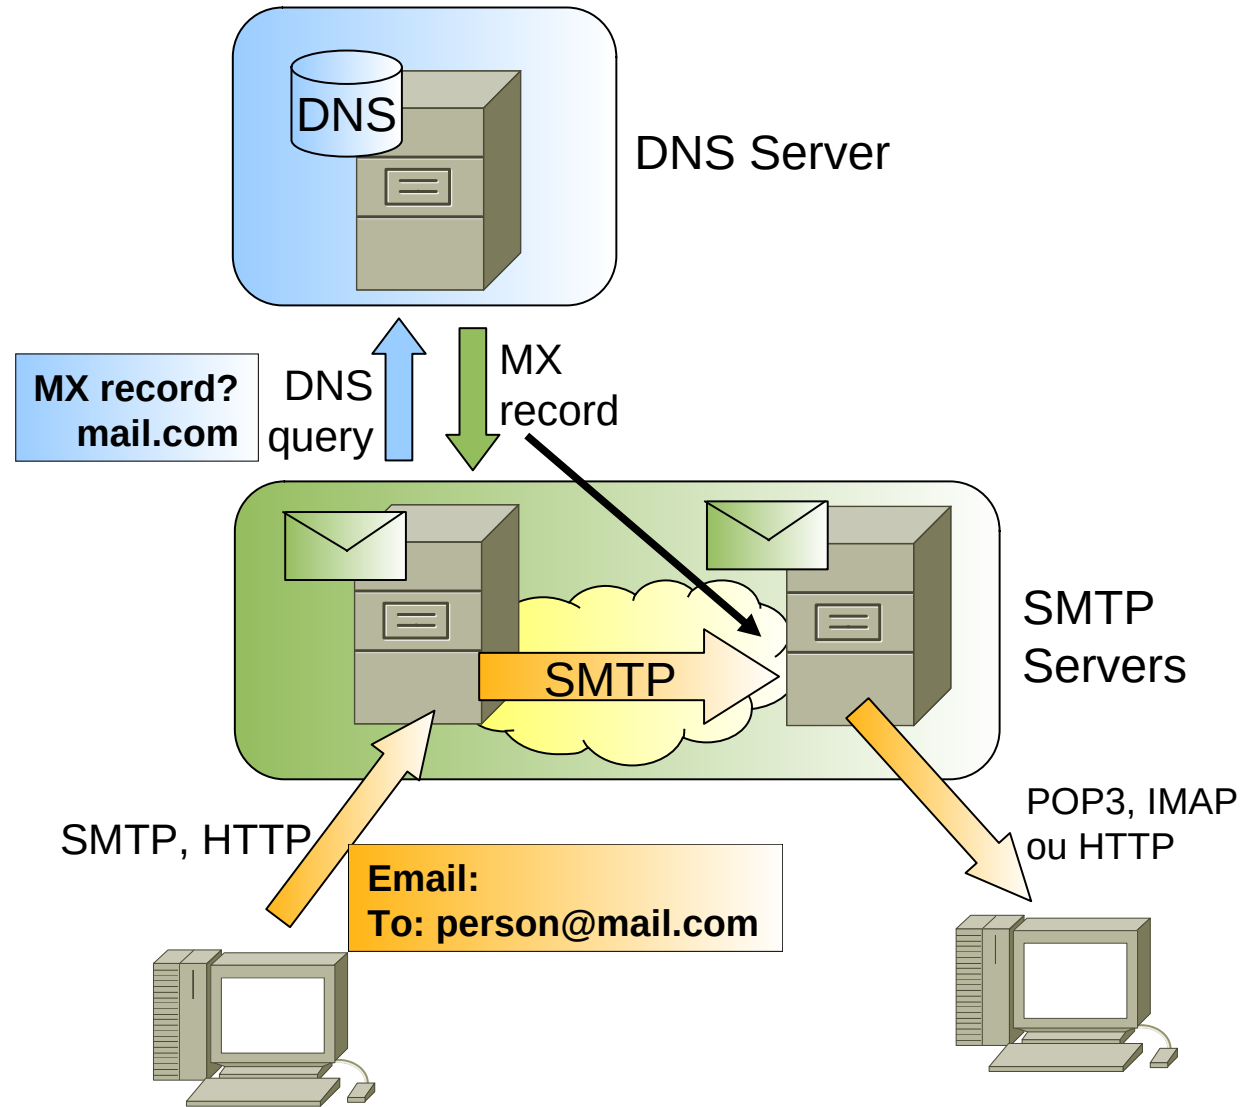 DNS
DNS Server
MX record?
mail.com
DNS
query
MX
record
SMTP
SMTP
Servers
SMTP, HTTP
POP3, IMAP
ou HTTP
Email:
To: person@mail.com